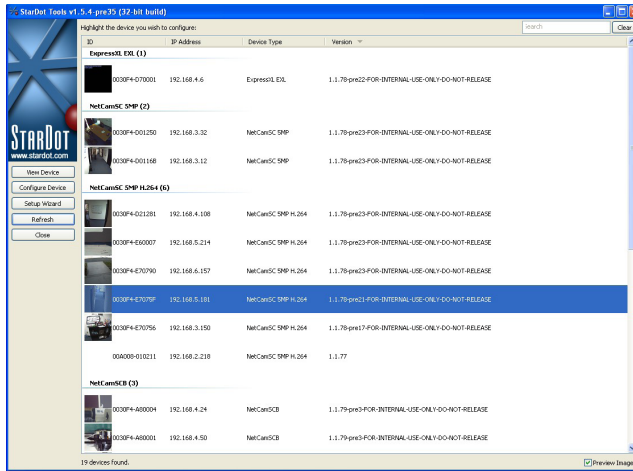 StarDot Tools v1.5.4-pre35 (32-bit build)
Highlight the device you wish to configure:
search
Clear
ID IP Address Device Type Version
ExpressXL EXL (1)
0030F4-D70001 192.168.4.6 ExpressXL EXL 1.1.78-pre22-FOR-INTERNAL-USE-ONLY-DO-NOT-RELEASE
NetCamSC 5MP (2)
0030F4-D01250 192.168.3.32 NetCamSC 5MP 1.1.78-pre23-FOR-INTERNAL-USE-ONLY-DO-NOT-RELEASE
0030F4-D0116B 192.168.3.12 NetCamSC 5MP 1.1.78-pre23-FOR-INTERNAL-USE-ONLY-DO-NOT-RELEASE
NetCamSC 5MP H.264 (6)
0030F4-D21281 192.168.4.108 NetCamSC 5MP H.264 1.1.78-pre23-FOR-INTERNAL-USE-ONLY-DO-NOT-RELEASE
0030F4-E60007 192.168.5.214 NetCamSC 5MP H.264 1.1.78-pre23-FOR-INTERNAL-USE-ONLY-DO-NOT-RELEASE
0030F4-E70790 192.168.6.157 NetCamSC 5MP H.264 1.1.78-pre23-FOR-INTERNAL-USE-ONLY-DO-NOT-RELEASE
0030F4-E7075F 192.168.5.181 NetCamSC 5MP H.264 1.1.78-pre21-FOR-INTERNAL-USE-ONLY-DO-NOT-RELEASE
0030F4-E70756 192.168.3.150 NetCamSC 5MP H.264 1.1.78-pre17-FOR-INTERNAL-USE-ONLY-DO-NOT-RELEASE
00A008-010211 192.168.2.218 NetCamSC 5MP H.264 1.1.77
NetCamSCB (3)
0030F4-A80004 192.168.4.24 NetCamSCB 1.1.79-pre3-FOR-INTERNAL-USE-ONLY-DO-NOT-RELEASE
0030F4-A80001 192.168.4.50 NetCamSCB 1.1.79-pre3-FOR-INTERNAL-USE-ONLY-DO-NOT-RELEASE
STARDOT
www.stardot.com
View Device
Configure Device
Setup Wizard
Refresh
Close
19 devices found.
Preview Image